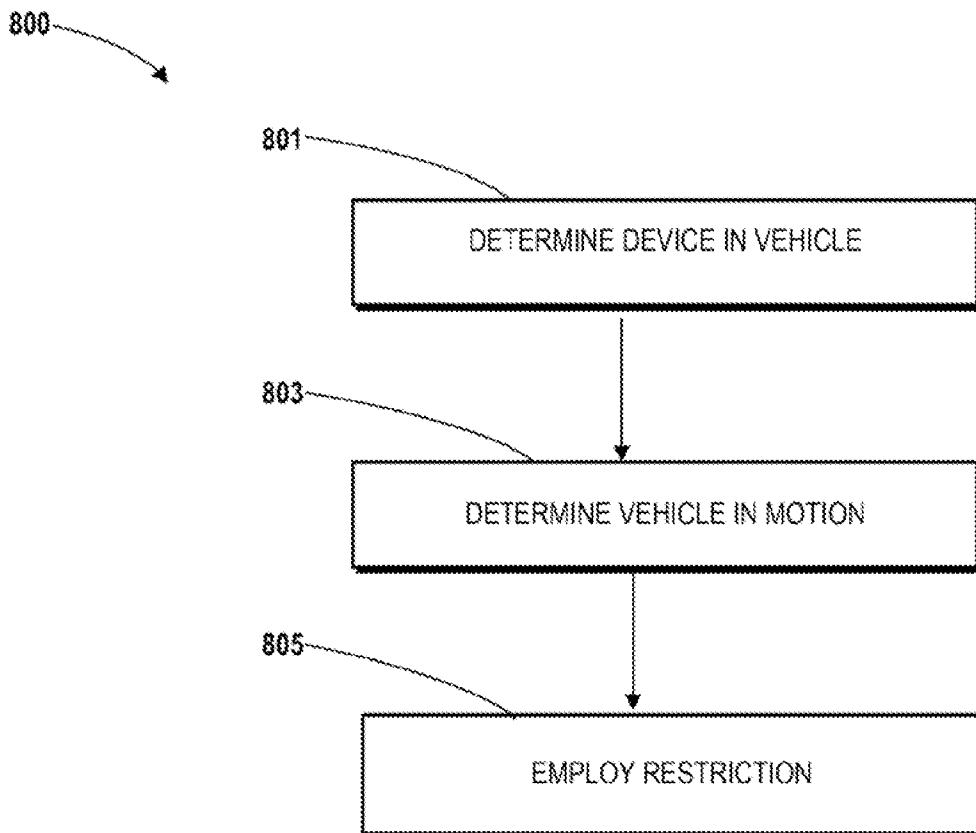 800
801
DETERMINE DEVICE IN VEHICLE
803
DETERMINE VEHICLE IN MOTION
805
EMPLOY RESTRICTION